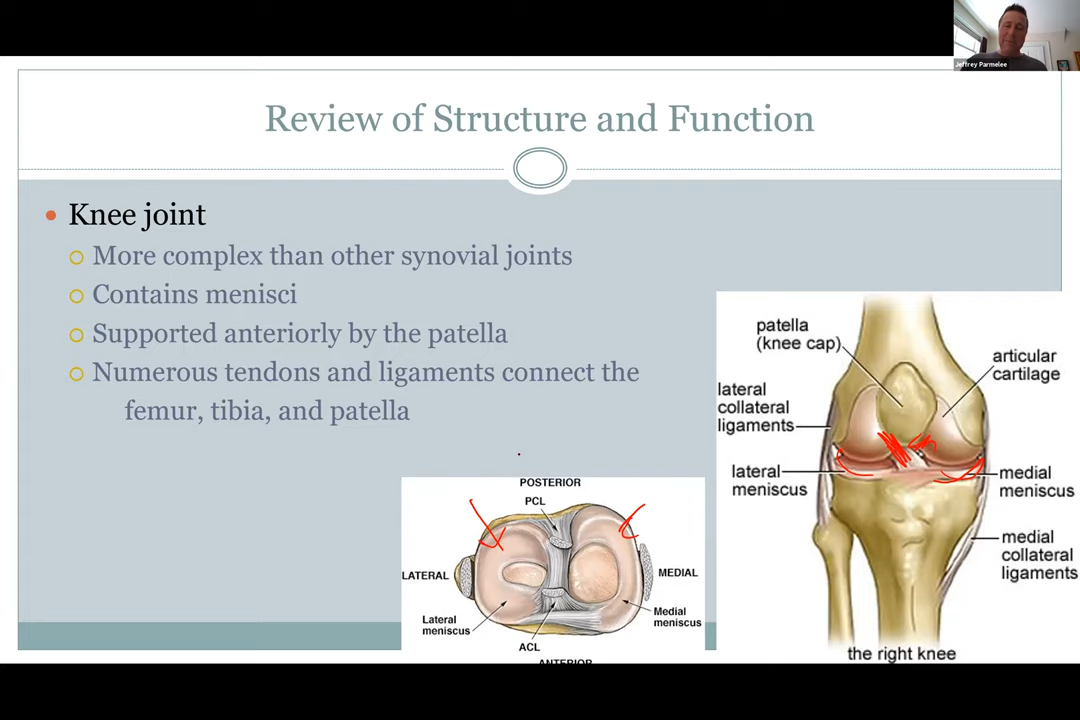 Jeffrey Parmelee
Review of Structure and Function
Knee joint
More complex than other synovial joints
Contains menisci
Supported anteriorly by the patella
Numerous tendons and ligaments connect the
femur, tibia, and patella
POSTERIOR
PCL
LATERAL
MEDIAL
Lateral
meniscus
Medial
meniscus
ACL
ANTERIOR
patella
(knee cap)
articular
cartilage
lateral
collateral
ligaments
lateral
meniscus
medial
meniscus
medial
collateral
ligaments
the right knee